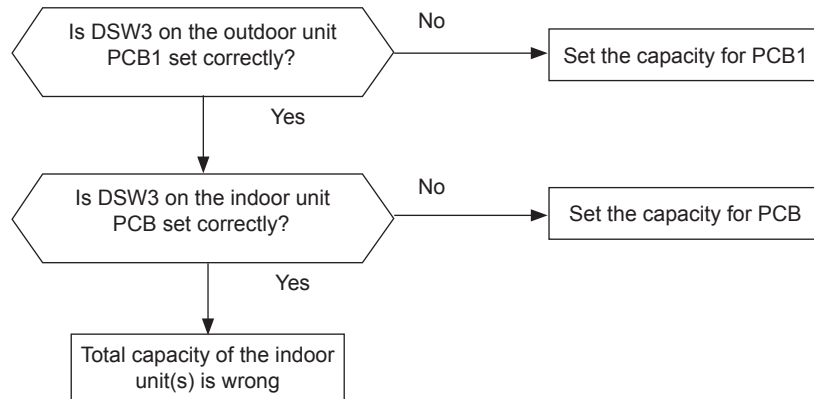 Is DSW3 on the outdoor unit
PCB1 set correctly?
No
Set the capacity for PCB1
Yes
Is DSW3 on the indoor unit
PCB set correctly?
No
Set the capacity for PCB
Yes
Total capacity of the indoor
unit(s) is wrong